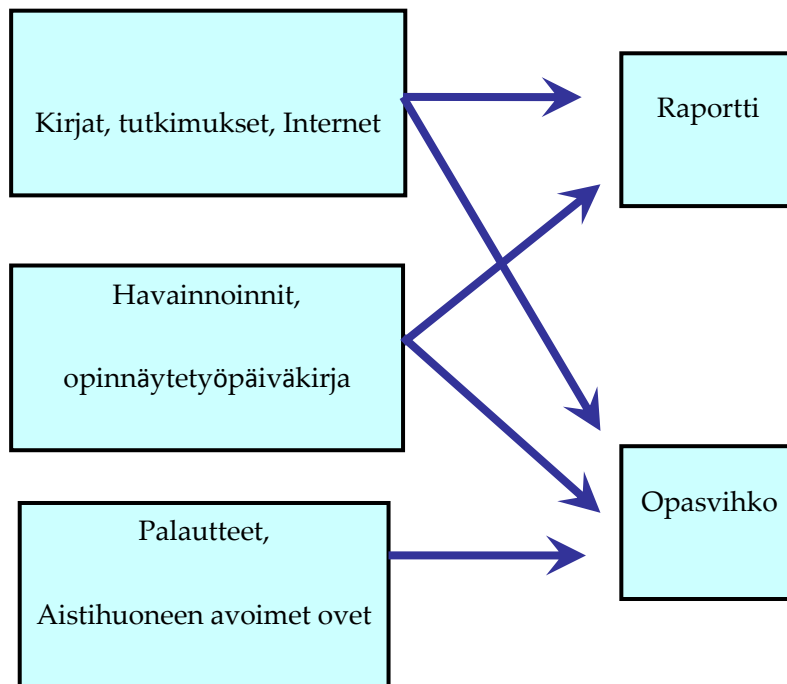 Kirjat, tutkimukset, Internet
Raportti
Havainnoinnit,
opinnäytetyöpäiväkirja
Opasvihko
Palautteet,
Aistihuoneen avoimet ovet